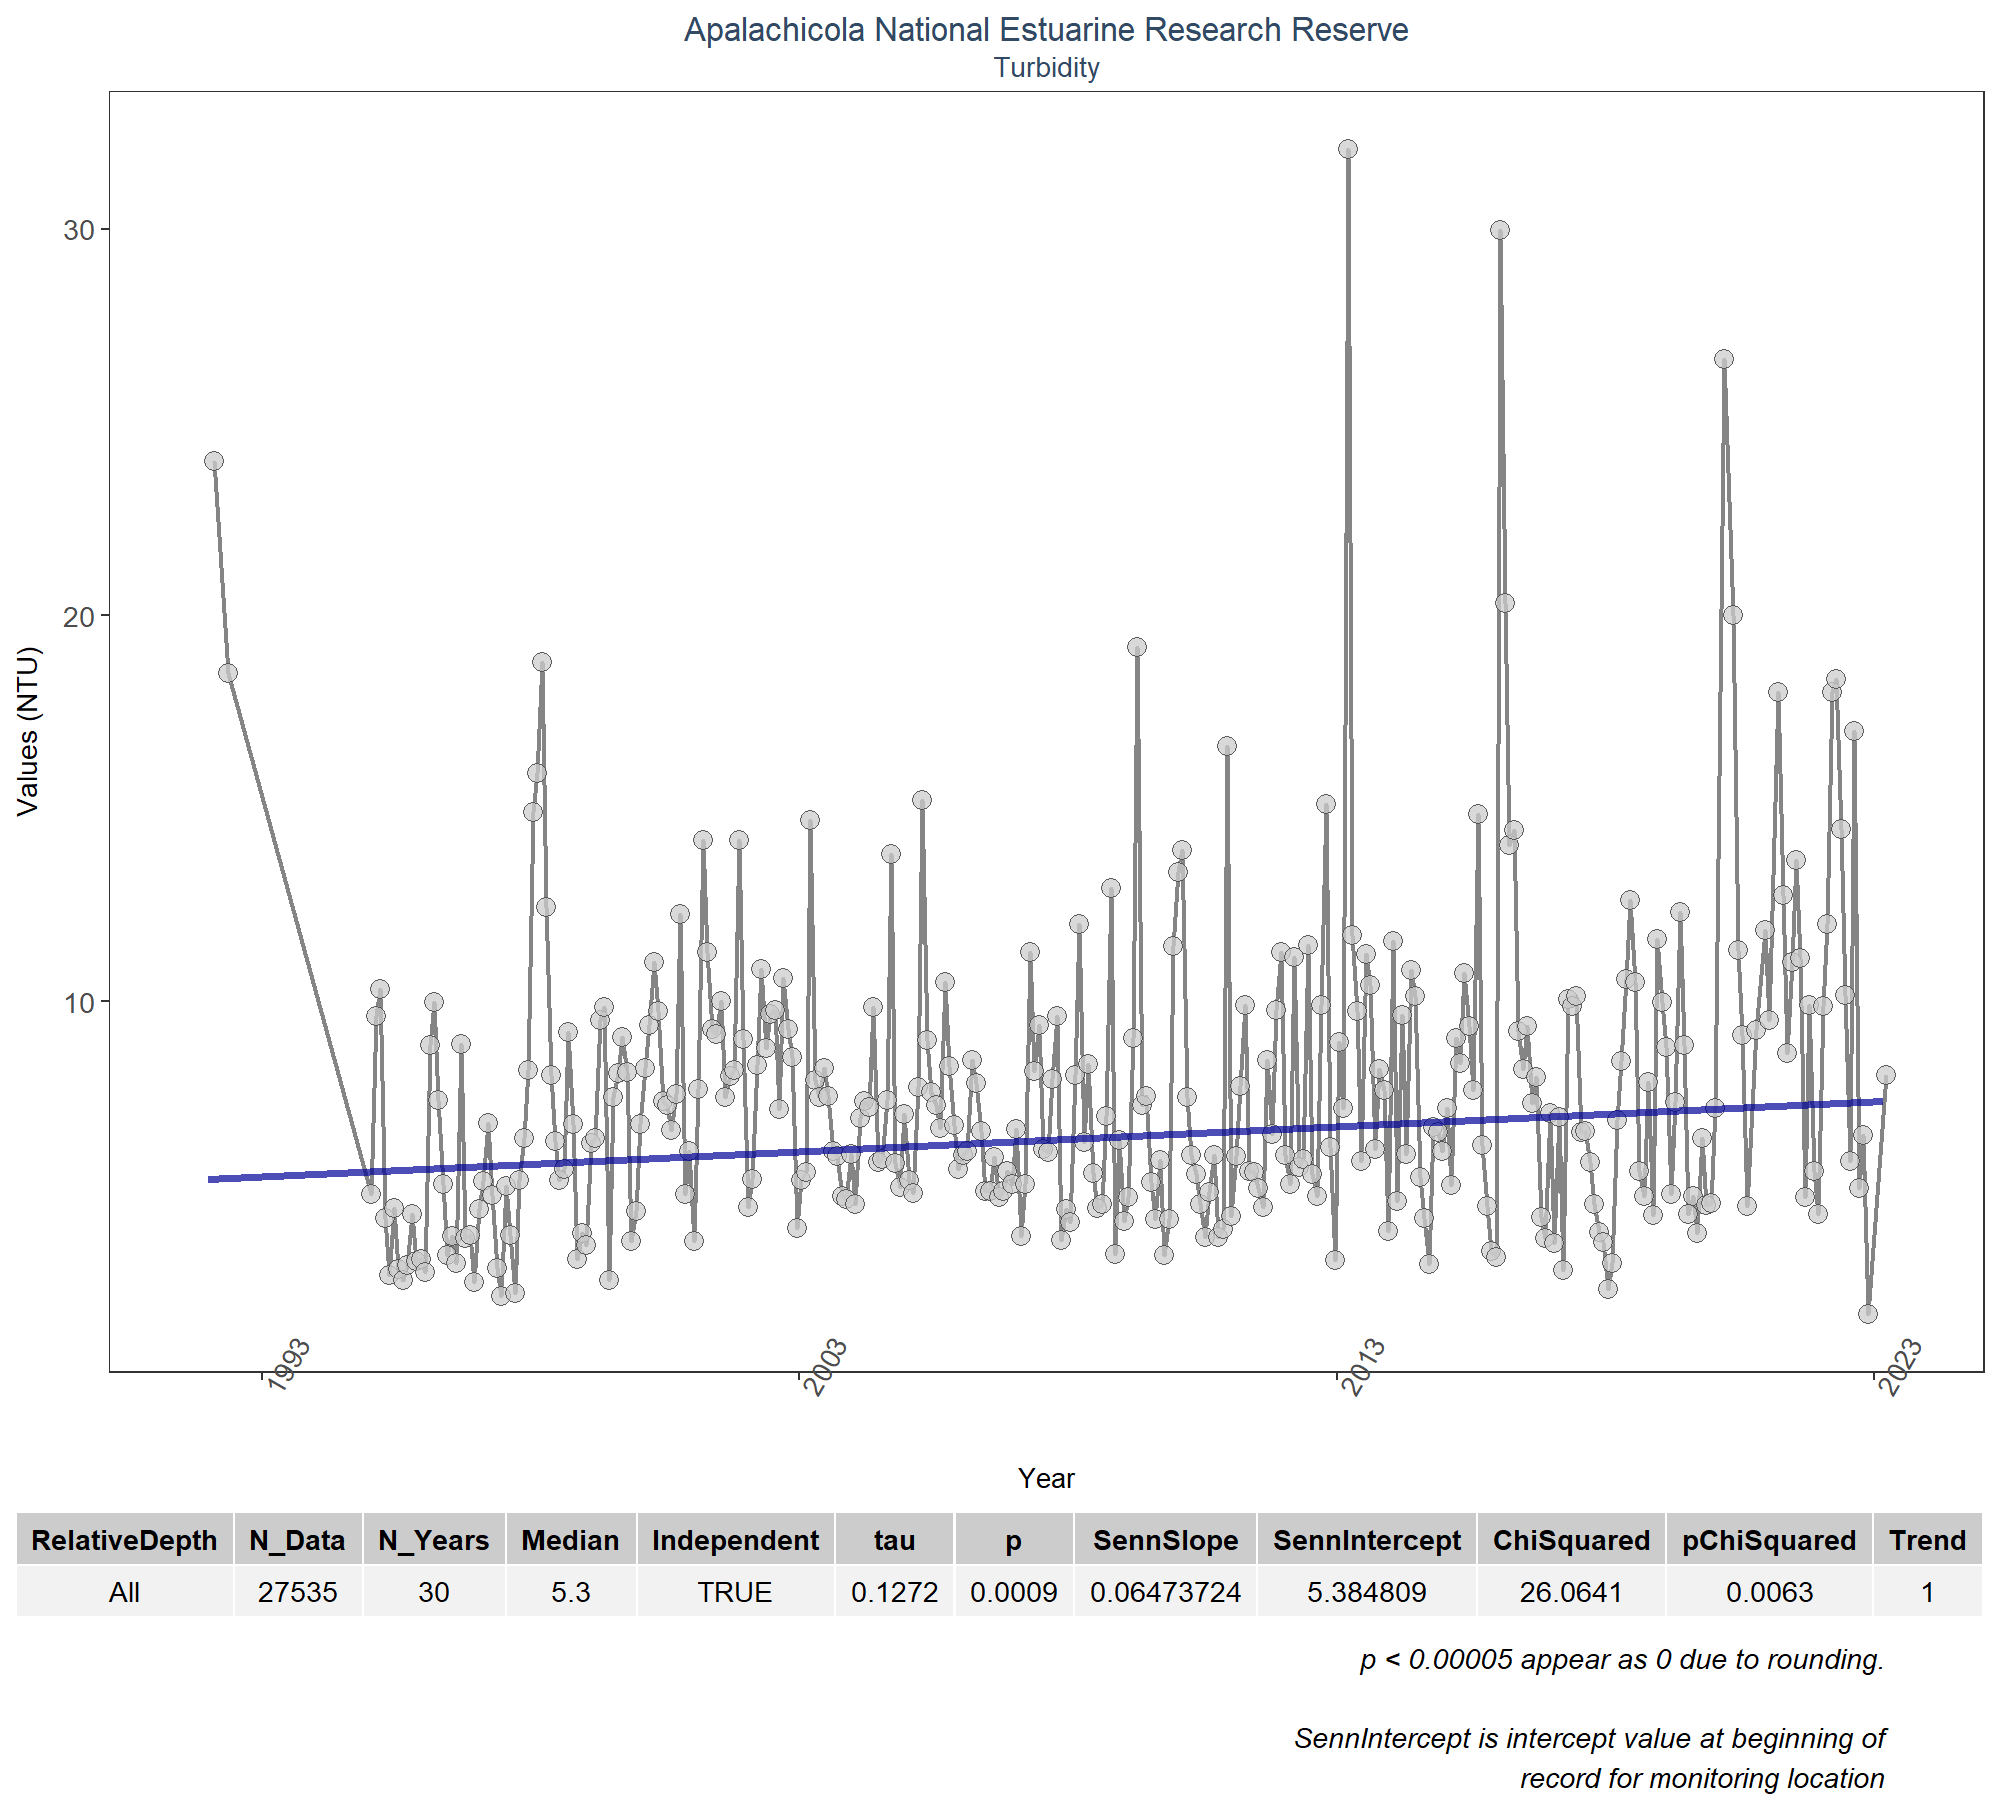 Apalachicola National Estuarine Research Reserve
Turbidity
30
20
10
Values (NTU)
1993
2003
2013
2023
Year
RelativeDepth N_Data N_Years Median Independent tau p SennSlope SennIntercept ChiSquared pChiSquared Trend
All 27535 30 5.3 TRUE 0.1272 0.0009 0.06473724 5.384809 26.0641 0.0063 1
p < 0.00005 appear as 0 due to rounding.
SennIntercept is intercept value at beginning of
record for monitoring location